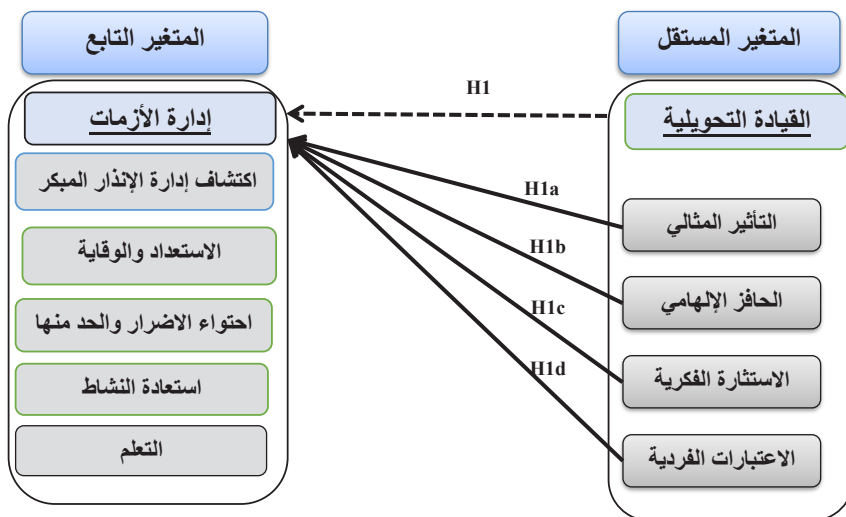 المتغير المستقل
المتغير التابع
القيادة التحويلية
H1
إدارة الأزمات
اكتشاف إدارة الإنذار المبكر
H1a
التأثير المثالي
الاستعداد والوقاية
H1b
الحافز الإلهامي
احتواء الاضرار والحد منها
H1c
الاستثارة الفكرية
H1d
استعادة النشاط
الاعتبارات الفردية
التعلم